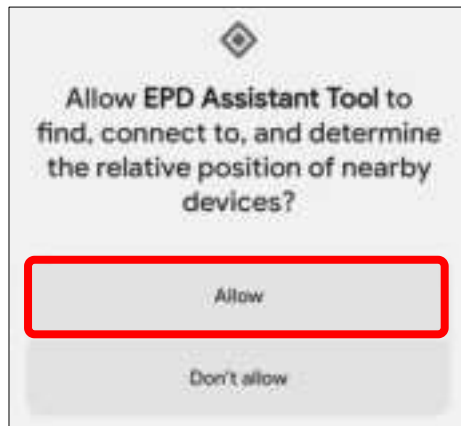 Allow EPD Assistant Tool to
find, connect to, and determine
the relative position of nearby
devices?
Allow
Don't allow